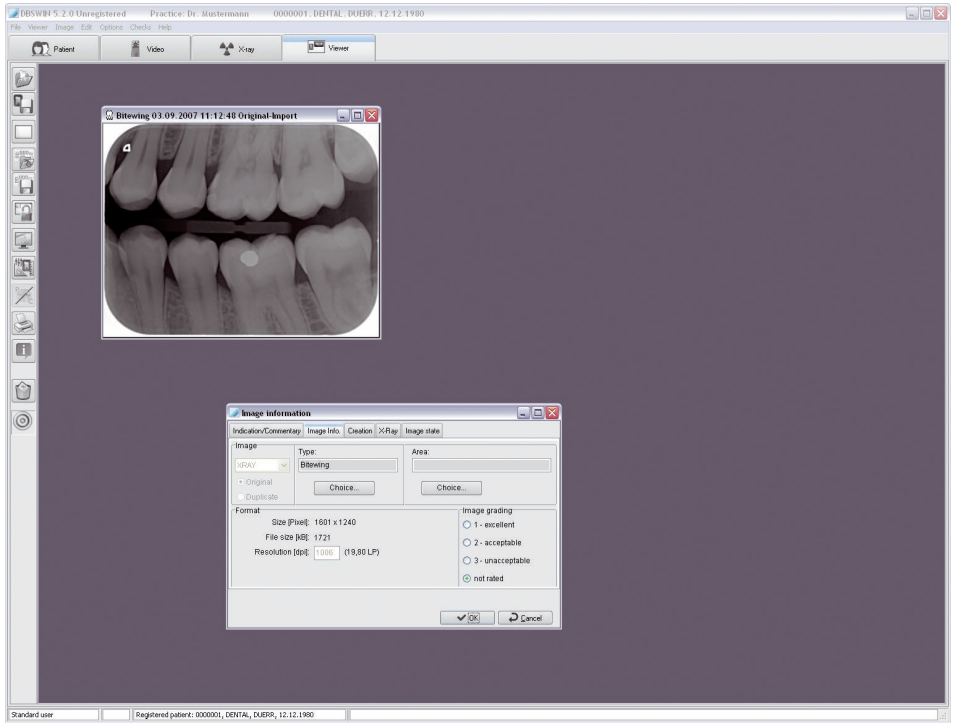 DBSWIN 5.2.0 Unregistered Practice: Dr. Mustermann 0000001. DENTAL, DUERR, 12.12.1980
File Viewer Image Edit Options Checks Help
Patient Video X-ray Viewer
Bitewing 03.09.2007 11:12:48 Original-Import
Image information
Indication/Commentary Image Info. Creation X-Ray Image state
Image Type: Area:
XRAY Bitewing
Original Choice... Choice...
Duplicate
Format Image grading
Size [Pixel]: 1601 x 1240 1 - excellent
File size [kB]: 1721 2 - acceptable
Resolution [dpi]: 1006 (19,80 LP) 3 - unacceptable
not rated
OK Cancel
Standard user Registered patient: 0000001, DENTAL, DUERR, 12.12.1980